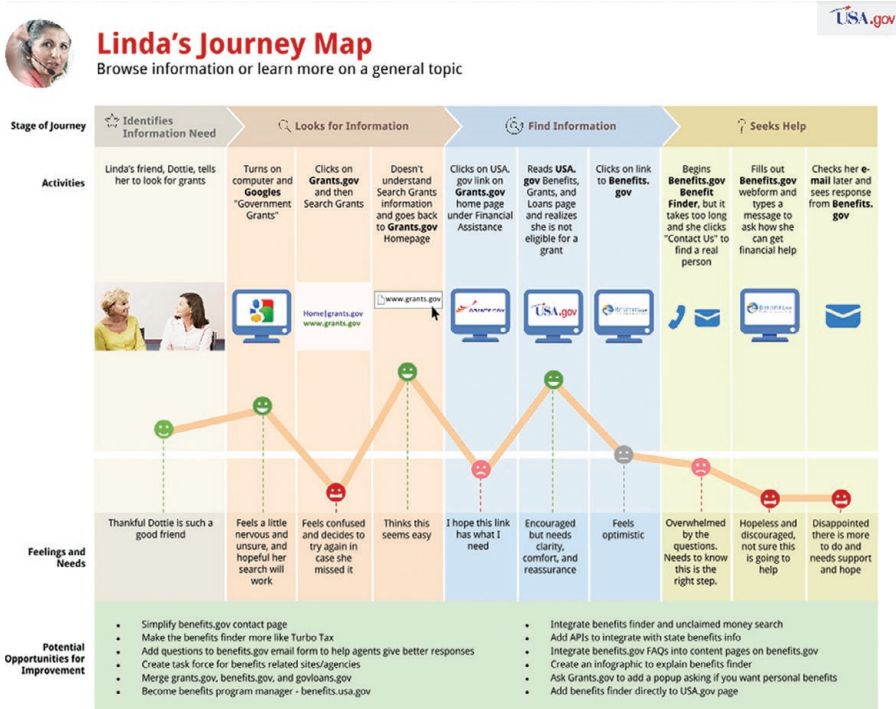 USA.gov
Linda's Journey Map
Browse information or learn more on a general topic
Stage of Journey
Identifies
Information Need
Looks for Information
Find Information
Seeks Help
Activities
Linda's friend, Dottie, tells
her to look for grants
Turns on
computer and
Googles
"Government
Grants"
Clicks on
Grants.gov
and then
Search Grants
Doesn't
understand
Search Grants
information
and goes back
to Grants.gov
Homepage
Clicks on USA.
gov link on
Grants.gov
home page
under Financial
Assistance
Reads USA.
gov Benefits,
Grants, and
Loans page
and realizes
she is not
eligible for a
grant
Clicks on link
to Benefits.
gov
Begins
Benefits.gov
Benefit
Finder, but it
takes too long
and she clicks
"Contact Us" to
find a real
person
Fills out
Benefits.gov
webform and
types a
message to
ask how she
can get
financial help
Checks her e-
mail later and
sees response
from Benefits.
gov
Home|grants.gov
www.grants.gov
www.grants.gov
USA.gov
Feelings and
Needs
Thankful Dottie is such a
good friend
Feels a little
nervous and
unsure, and
hopeful her
search will
work
Feels confused
and decides to
try again in
case she
missed it
Thinks this
seems easy
I hope this link
has what I
need
Encouraged
but needs
clarity,
comfort, and
reassurance
Feels
optimistic
Overwhelmed
by the
questions.
Needs to know
this is the
right step.
Hopeless and
discouraged,
not sure this
is going to
help
Disappointed
there is more
to do and
needs support
and hope
Potential
Opportunities for
Improvement
• Simplify benefits.gov contact page
• Make the benefits finder more like Turbo Tax
• Add questions to benefits.gov email form to help agents give better responses
• Create task force for benefits related sites/agencies
• Merge grants.gov, benefits.gov, and govloans.gov
• Become benefits program manager - benefits.usa.gov
• Integrate benefits finder and unclaimed money search
• Add APIs to integrate with state benefits info
• Integrate benefits.gov FAQs into content pages on benefits.gov
• Create an infographic to explain benefits finder
• Ask Grants.gov to add a popup asking if you want personal benefits
• Add benefits finder directly to USA.gov page